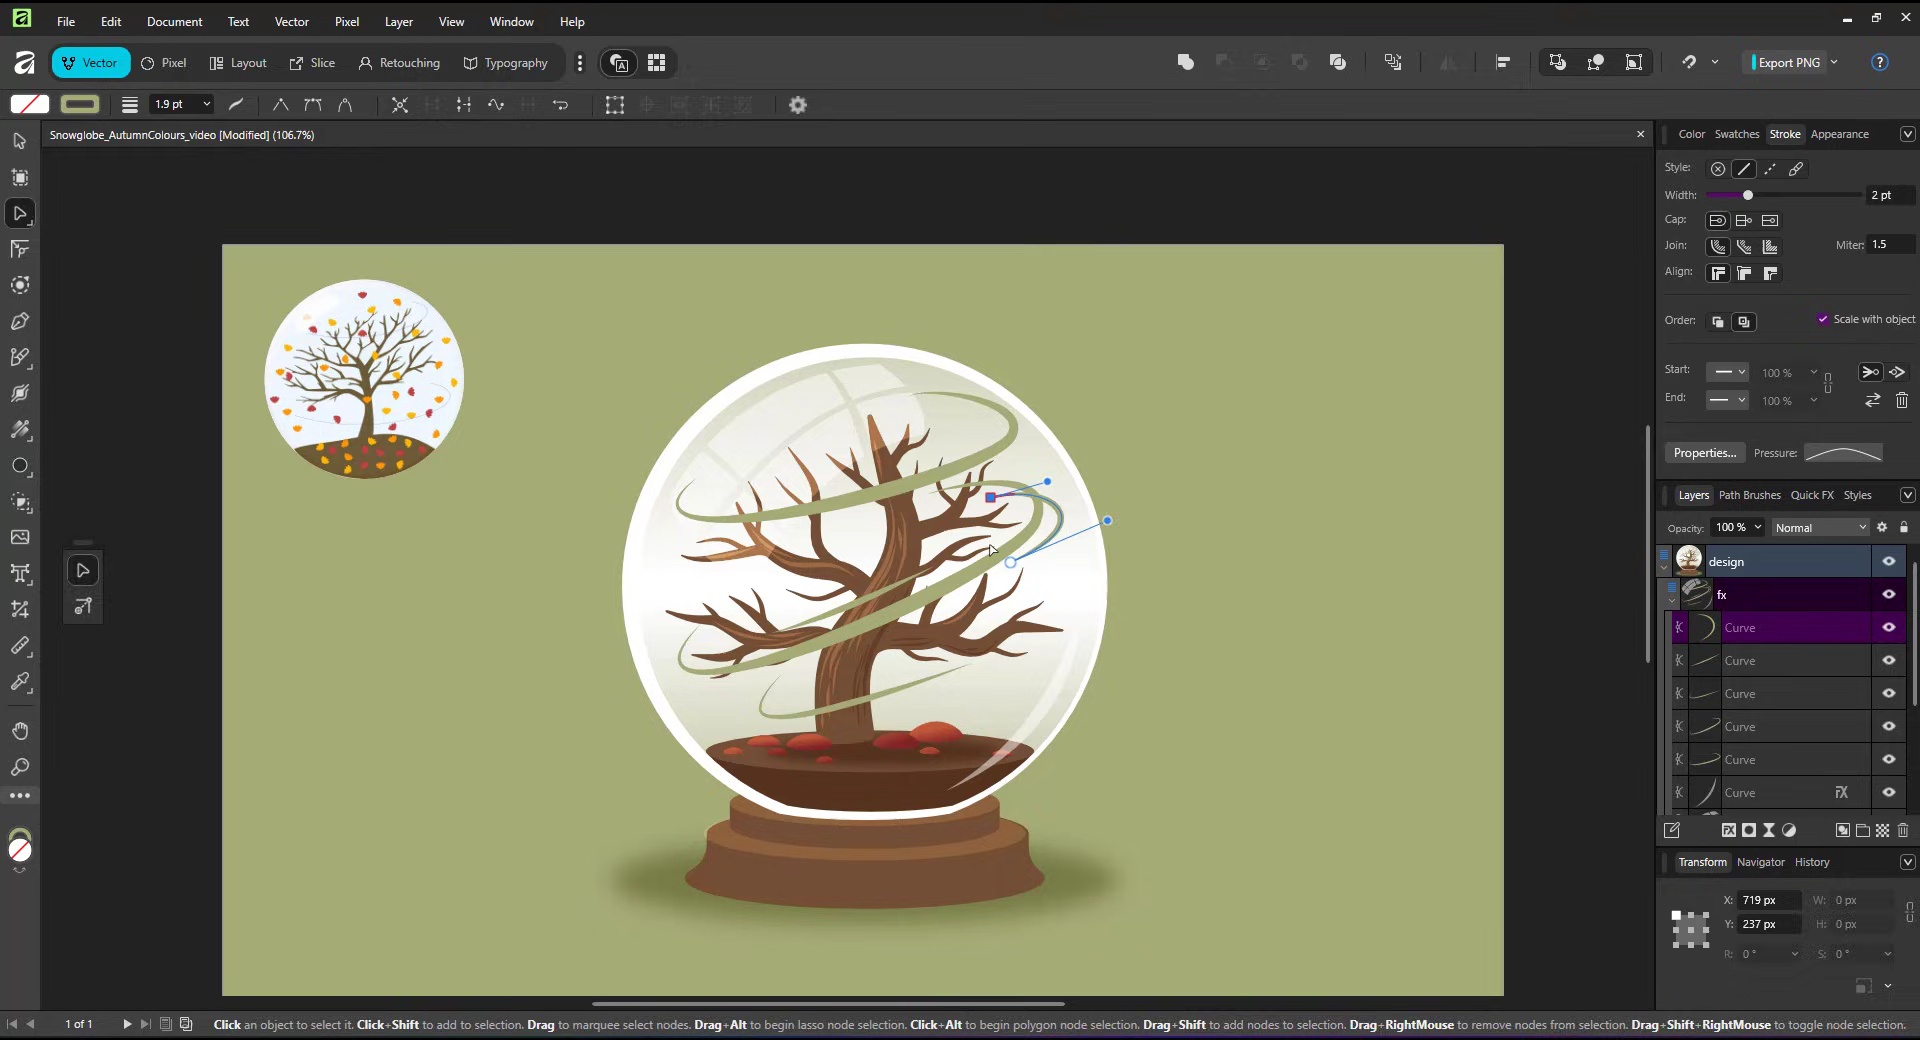 File Edit Document Text Vector Pixel Layer View Window Help
Vector Pixel Layout Slice Retouching Typography Export PNG
1.9 pt
Snowglobe_AutumnColours_video [Modified] (106.7%)
Color Swatches Stroke Appearance
Style:
Width: 2 pt
Cap:
Join: Miter: 1.5
Align:
Order: Scale with object
Start: 100 %
End: 100 %
Properties... Pressure:
Layers Path Brushes Quick FX Styles
Opacity: 100 % Normal
design
fx
Curve
Curve
Curve
Curve
Curve
Curve FX
Transform Navigator History
X: 719 px W: 0 px
Y: 237 px H: 0 px
R: 0 ° S: 0 °
1 of 1 Click an object to select it. Click+Shift to add to selection. Drag to marquee select nodes. Drag+Alt to begin lasso node selection. Click+Alt to begin polygon node selection. Drag+Shift to add nodes to selection. Drag+RightMouse to remove nodes from selection. Drag+Shift+RightMouse to toggle node selection.